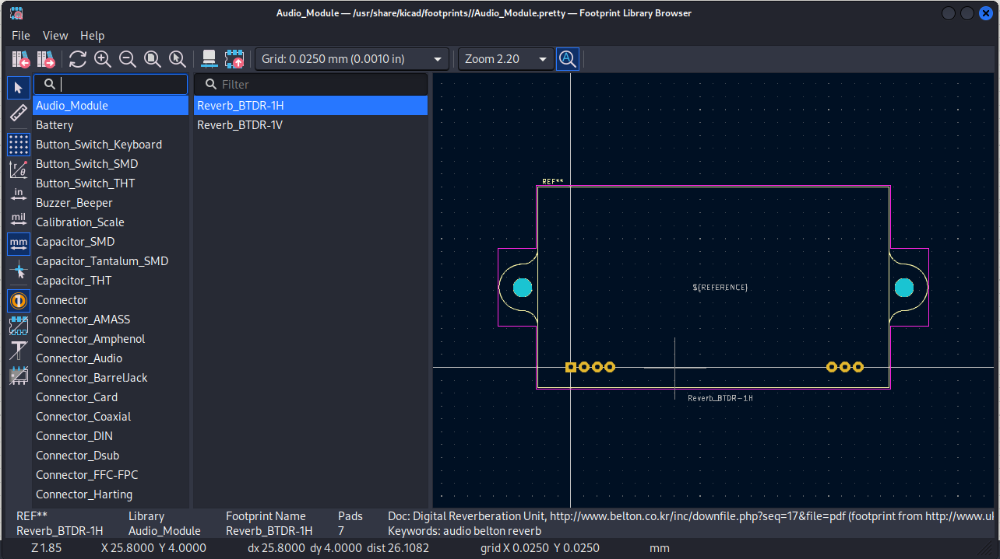 Audio_Module — /usr/share/kicad/footprints//Audio_Module.pretty — Footprint Library Browser
File View Help
Grid: 0.0250 mm (0.0010 in)
Zoom 2.20
A
Filter
Audio_Module
Battery
Button_Switch_Keyboard
Button_Switch_SMD
Button_Switch_THT
Buzzer_Beeper
Calibration_Scale
Capacitor_SMD
Capacitor_Tantalum_SMD
Capacitor_THT
Connector
Connector_AMASS
Connector_Amphenol
Connector_Audio
Connector_BarrelJack
Connector_Card
Connector_Coaxial
Connector_DIN
Connector_Dsub
Connector_FFC-FPC
Connector_Harting
Reverb_BTDR-1H
Reverb_BTDR-1V
r θ
in
mil
mm
1
T
REF**
${REFERENCE}
Reverb_BTDR-1H
REF** Library Footprint Name Pads Doc: Digital Reverberation Unit, http://www.belton.co.kr/inc/downfile.php?seq=17&file=pdf (footprint from http://www.uk
Reverb_BTDR-1H Audio_Module Reverb_BTDR-1H 7 Keywords: audio belton reverb
Z 1.85 X 25.8000 Y 4.0000 dx 25.8000 dy 4.0000 dist 26.1082 grid X 0.0250 Y 0.0250 mm